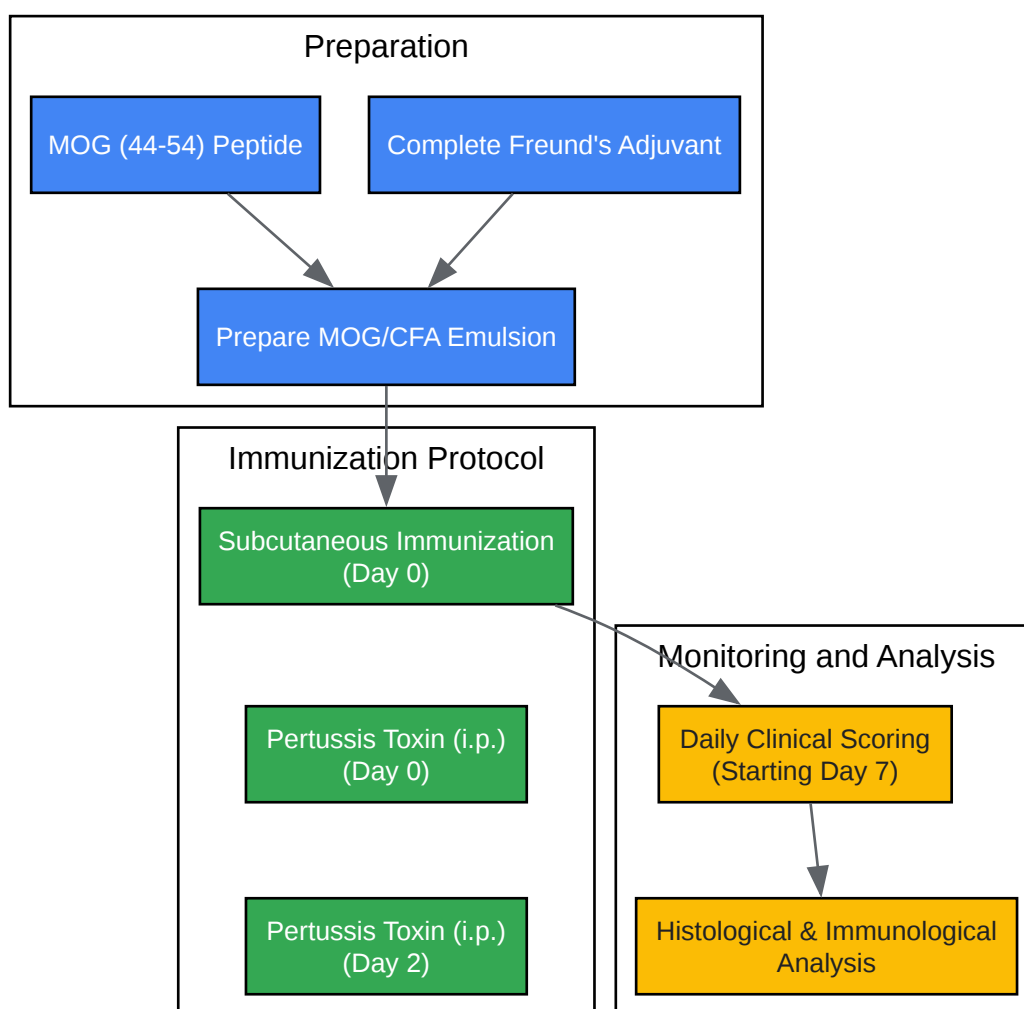 Preparation
MOG (44-54) Peptide
Complete Freund's Adjuvant
Prepare MOG/CFA Emulsion
Immunization Protocol
Subcutaneous Immunization
(Day 0)
Pertussis Toxin (i.p.)
(Day 0)
Pertussis Toxin (i.p.)
(Day 2)
Monitoring and Analysis
Daily Clinical Scoring
(Starting Day 7)
Histological & Immunological
Analysis